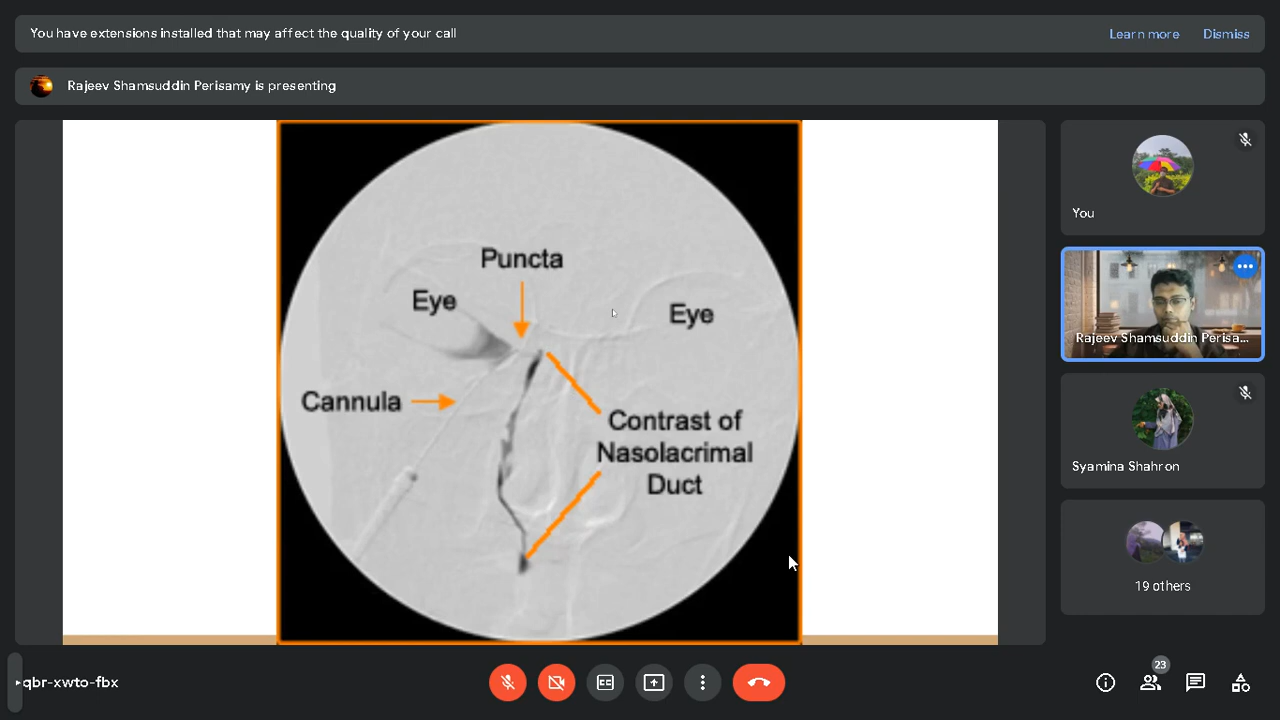 You have extensions installed that may affect the quality of your call
Learn more
Dismiss
Rajeev Shamsuddin Perisamy is presenting
Puncta
Eye
Eye
Cannula
Contrast of
Nasolacrimal
Duct
You
Rajeev Shamsuddin Perisa...
Syamina Shahron
19 others
qbr-xwto-fbx
23